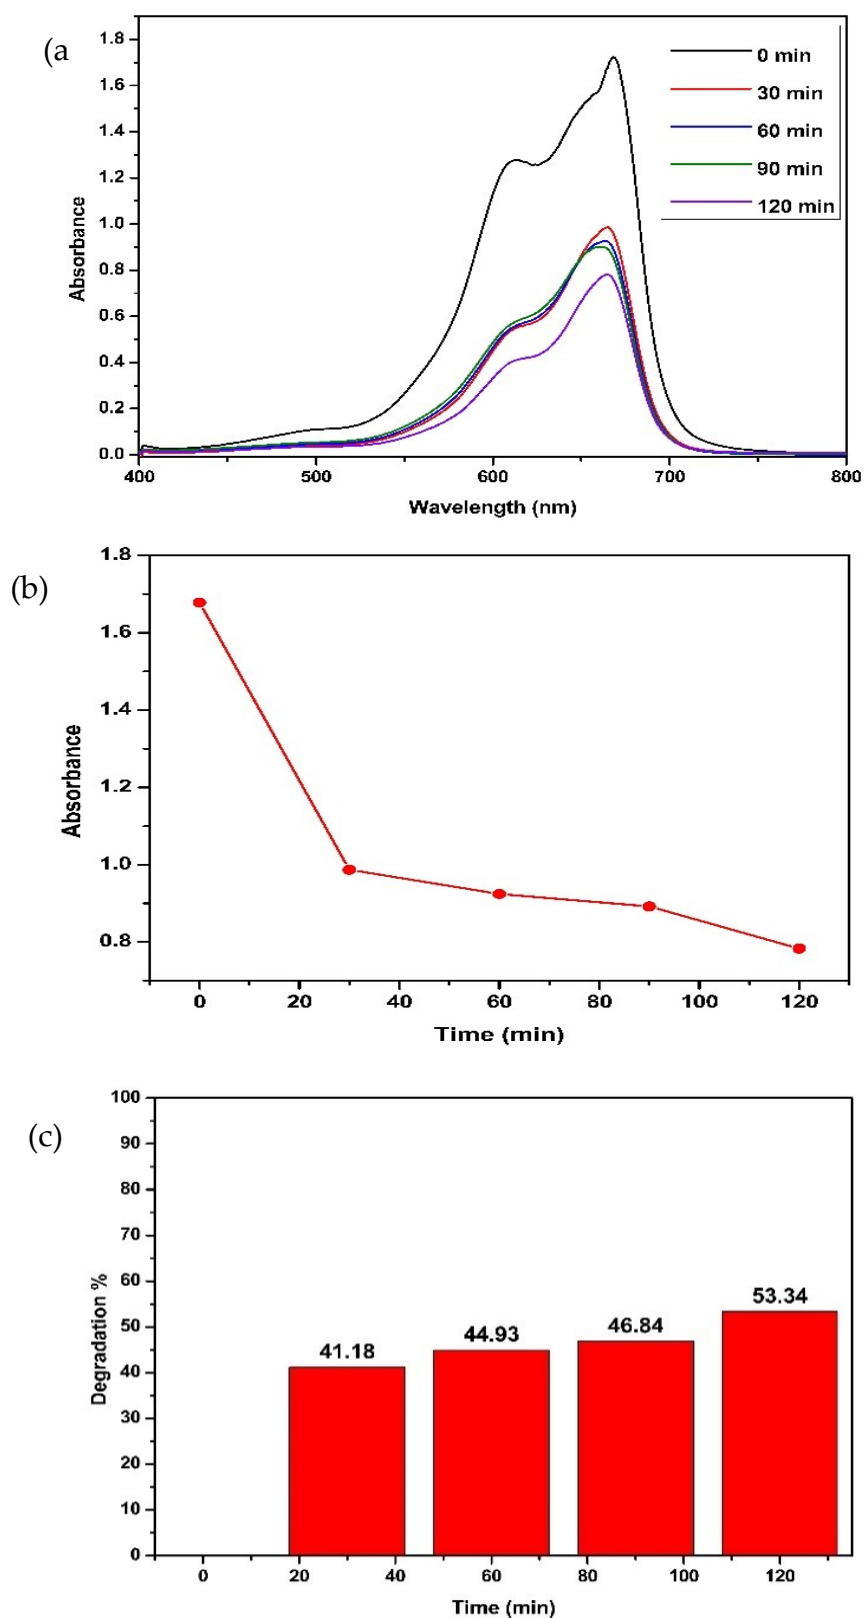 (a
1.8
1.6
1.4
1.2
1.0
0.8
0.6
0.4
0.2
0.0
Absorbance
0 min
30 min
60 min
90 min
120 min
400 500 600 700 800
Wavelength (nm)
(b)
1.8
1.6
1.4
1.2
1.0
0.8
Absorbance
0 20 40 60 80 100 120
Time (min)
(c)
100
90
80
70
60
50
40
30
20
10
0
Degradation %
41.18 44.93 46.84 53.34
0 20 40 60 80 100 120
Time (min)